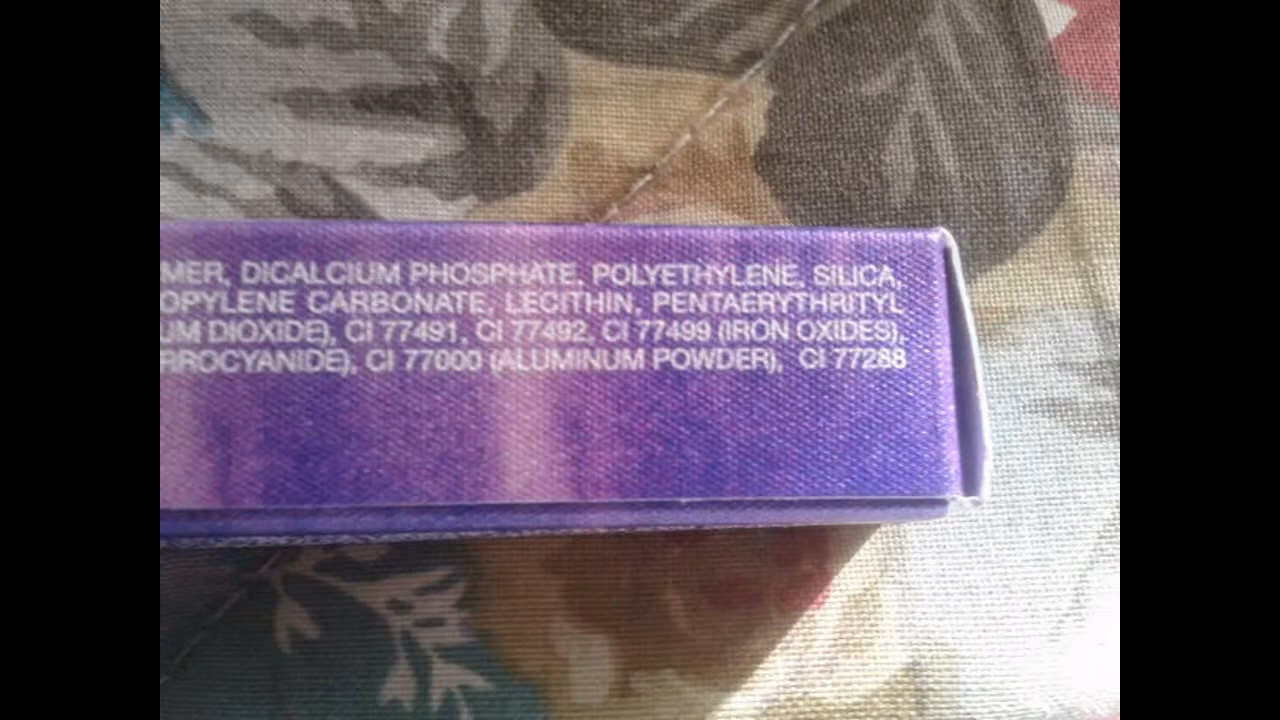 MER, DICALCIUM PHOSPHATE, POLYETHYLENE, SILICA,
OPYLENE CARBONATE, LECITHIN, PENTAERYTHRITYL
UM DIOXIDE), CI 77491, CI 77492, CI 77499 (IRON OXIDES),
RROCYANIDE), CI 77000 (ALUMINUM POWDER), CI 77288